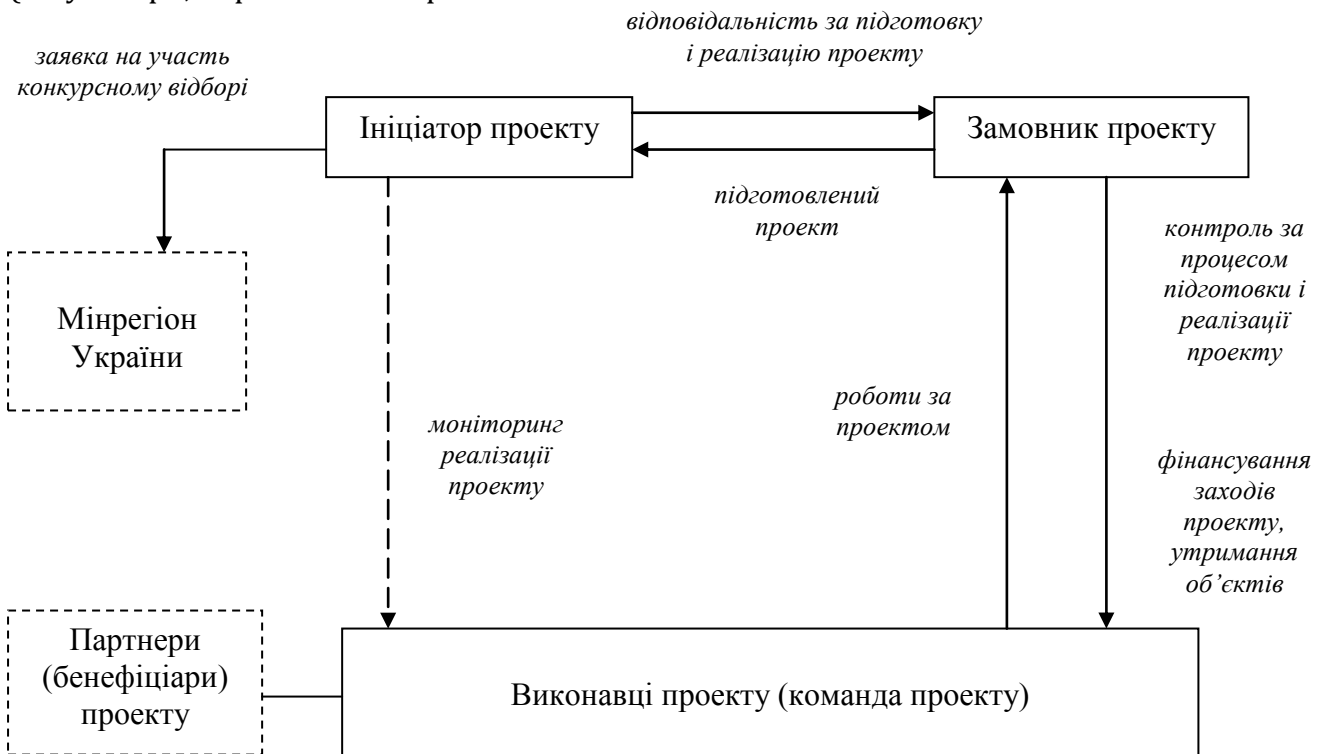 відповідальність за підготовку
і реалізацію проекту
заявка на участь
конкурсному відборі
Ініціатор проекту
Замовник проекту
підготовлений
проект
контроль за
процесом
підготовки і
реалізації
проекту
Мінрегіон
України
роботи за
проектом
моніторинг
реалізації
проекту
фінансування
заходів
проекту,
утримання
об’єктів
Партнери
(бенефіціари)
проекту
Виконавці проекту (команда проекту)